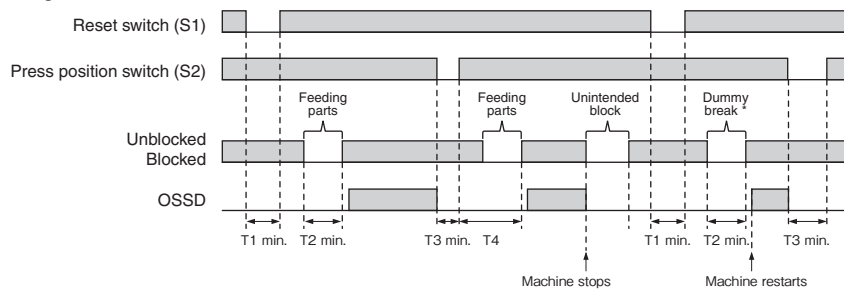 Reset switch (S1)
Press position switch (S2)
Feeding parts
Feeding parts
Unintended block
Dummy break *
Unblocked
Blocked
OSSD
T1 min.
T2 min.
T3 min.
T4
T1 min.
T2 min.
T3 min.
Machine stops
Machine restarts